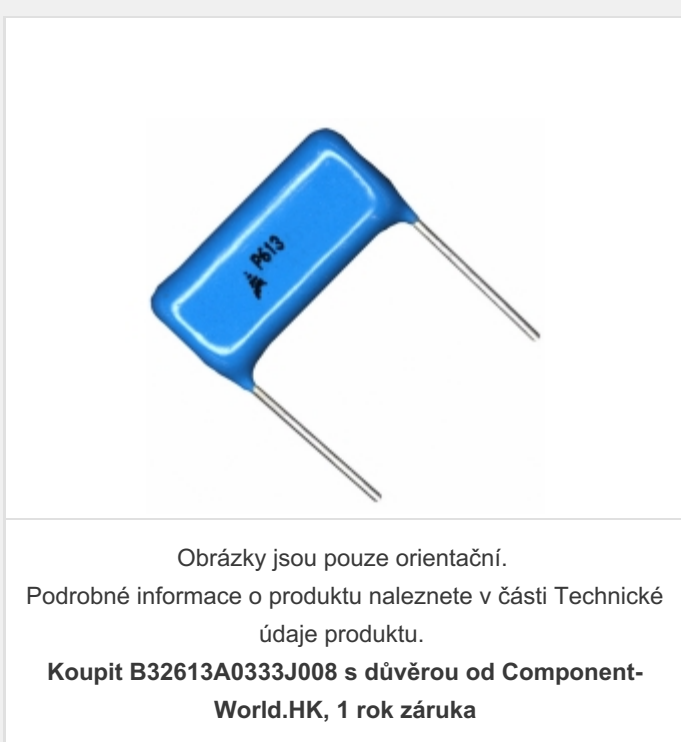 P613
Obrázky jsou pouze orientační.
Podrobné informace o produktu naleznete v části Technické
údaje produktu.
Koupit B32613A0333J008 s důvěrou od Component-
World.HK, 1 rok záruka